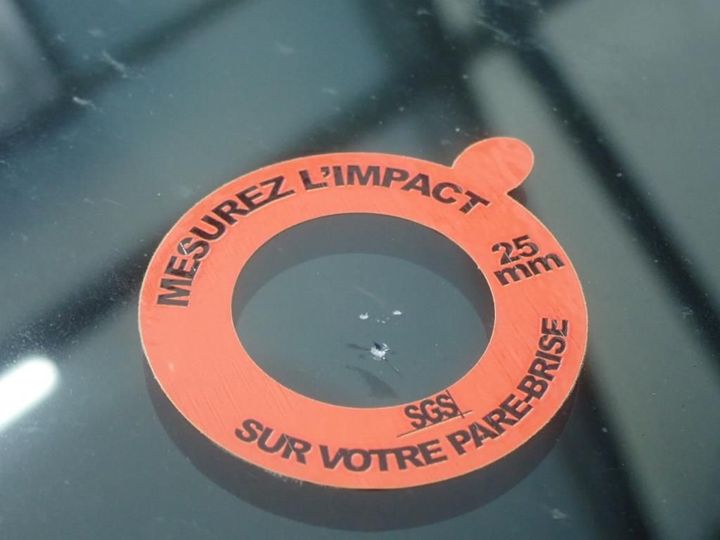 MESUREZ L'IMPACT
25
mm
SGS
SUR VOTRE PARE-BRISE